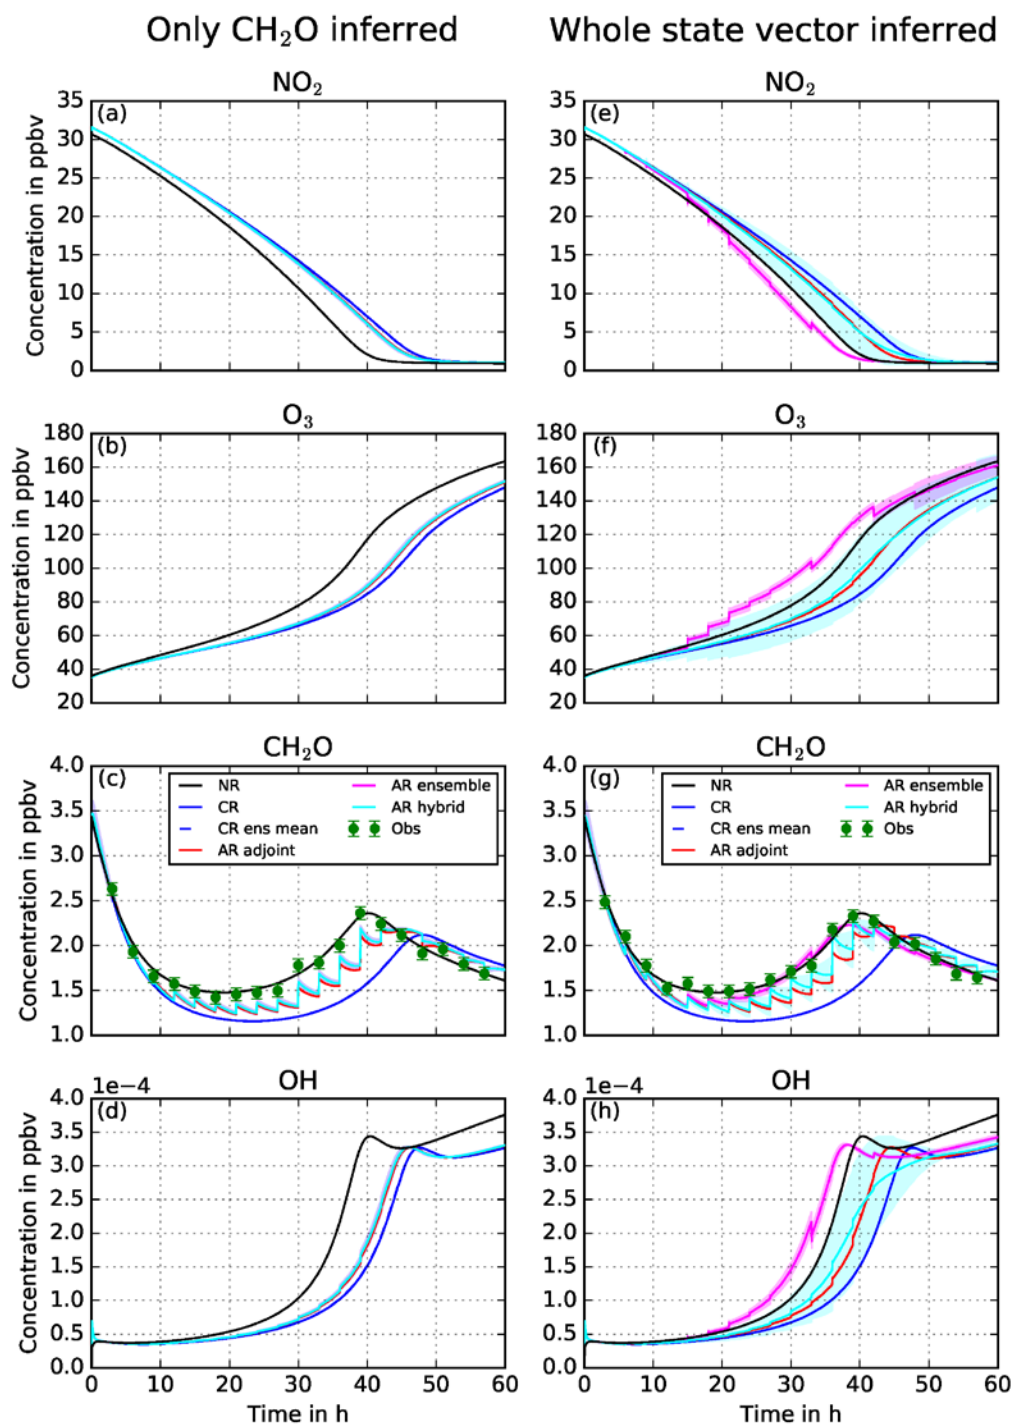 Only CH₂O inferred
Whole state vector inferred
NO₂
(a)
Concentration in ppbv
35
30
25
20
15
10
5
0
NO₂
(e)
35
30
25
20
15
10
5
0
0 10 20 30 40 50 60
O₃
(b)
Concentration in ppbv
180
160
140
120
100
80
60
40
20
O₃
(f)
180
160
140
120
100
80
60
40
20
CH₂O
(c)
Concentration in ppbv
4.0
3.5
3.0
2.5
2.0
1.5
1.0
NR
CR
CR ens mean
AR adjoint
AR ensemble
AR hybrid
Obs
CH₂O
(g)
4.0
3.5
3.0
2.5
2.0
1.5
1.0
NR
CR
CR ens mean
AR adjoint
AR ensemble
AR hybrid
Obs
OH
1e−4
(d)
Concentration in ppbv
4.0
3.5
3.0
2.5
2.0
1.5
1.0
0.5
0.0
0 10 20 30 40 50 60
Time in h
OH
1e−4
(h)
4.0
3.5
3.0
2.5
2.0
1.5
1.0
0.5
0.0
0 10 20 30 40 50 60
Time in h